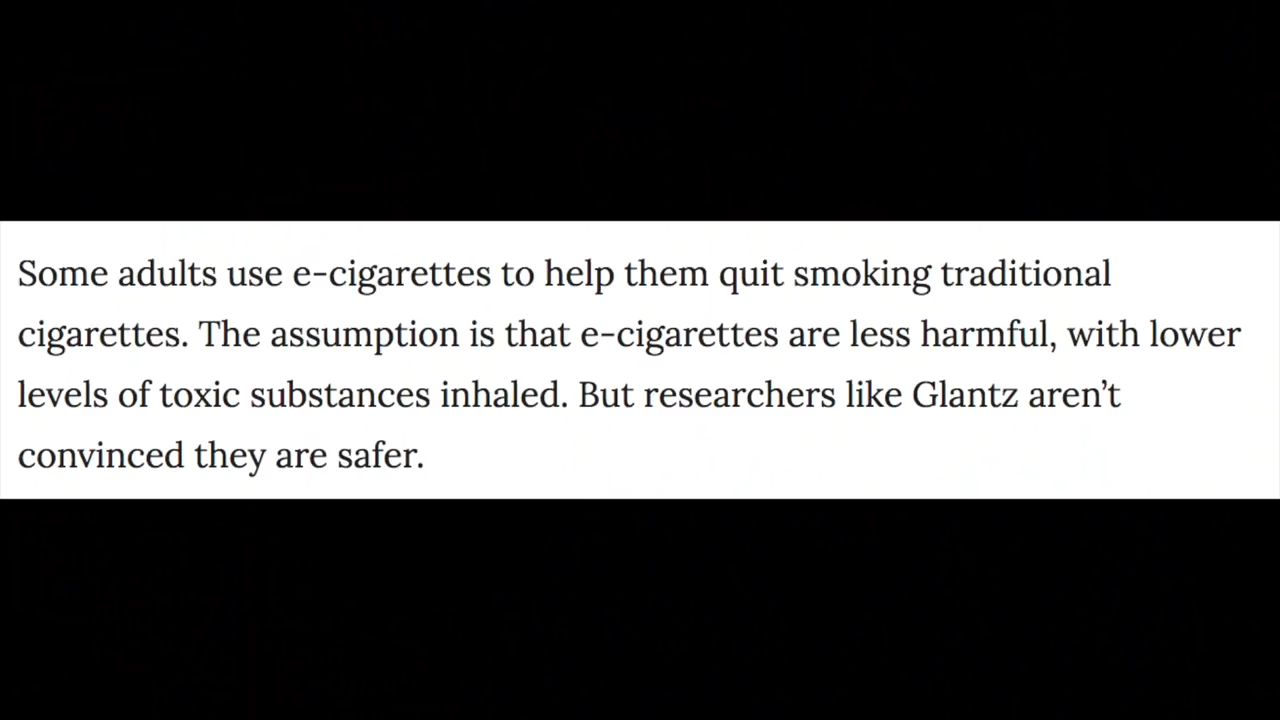 Some adults use e-cigarettes to help them quit smoking traditional
cigarettes. The assumption is that e-cigarettes are less harmful, with lower
levels of toxic substances inhaled. But researchers like Glantz aren’t
convinced they are safer.